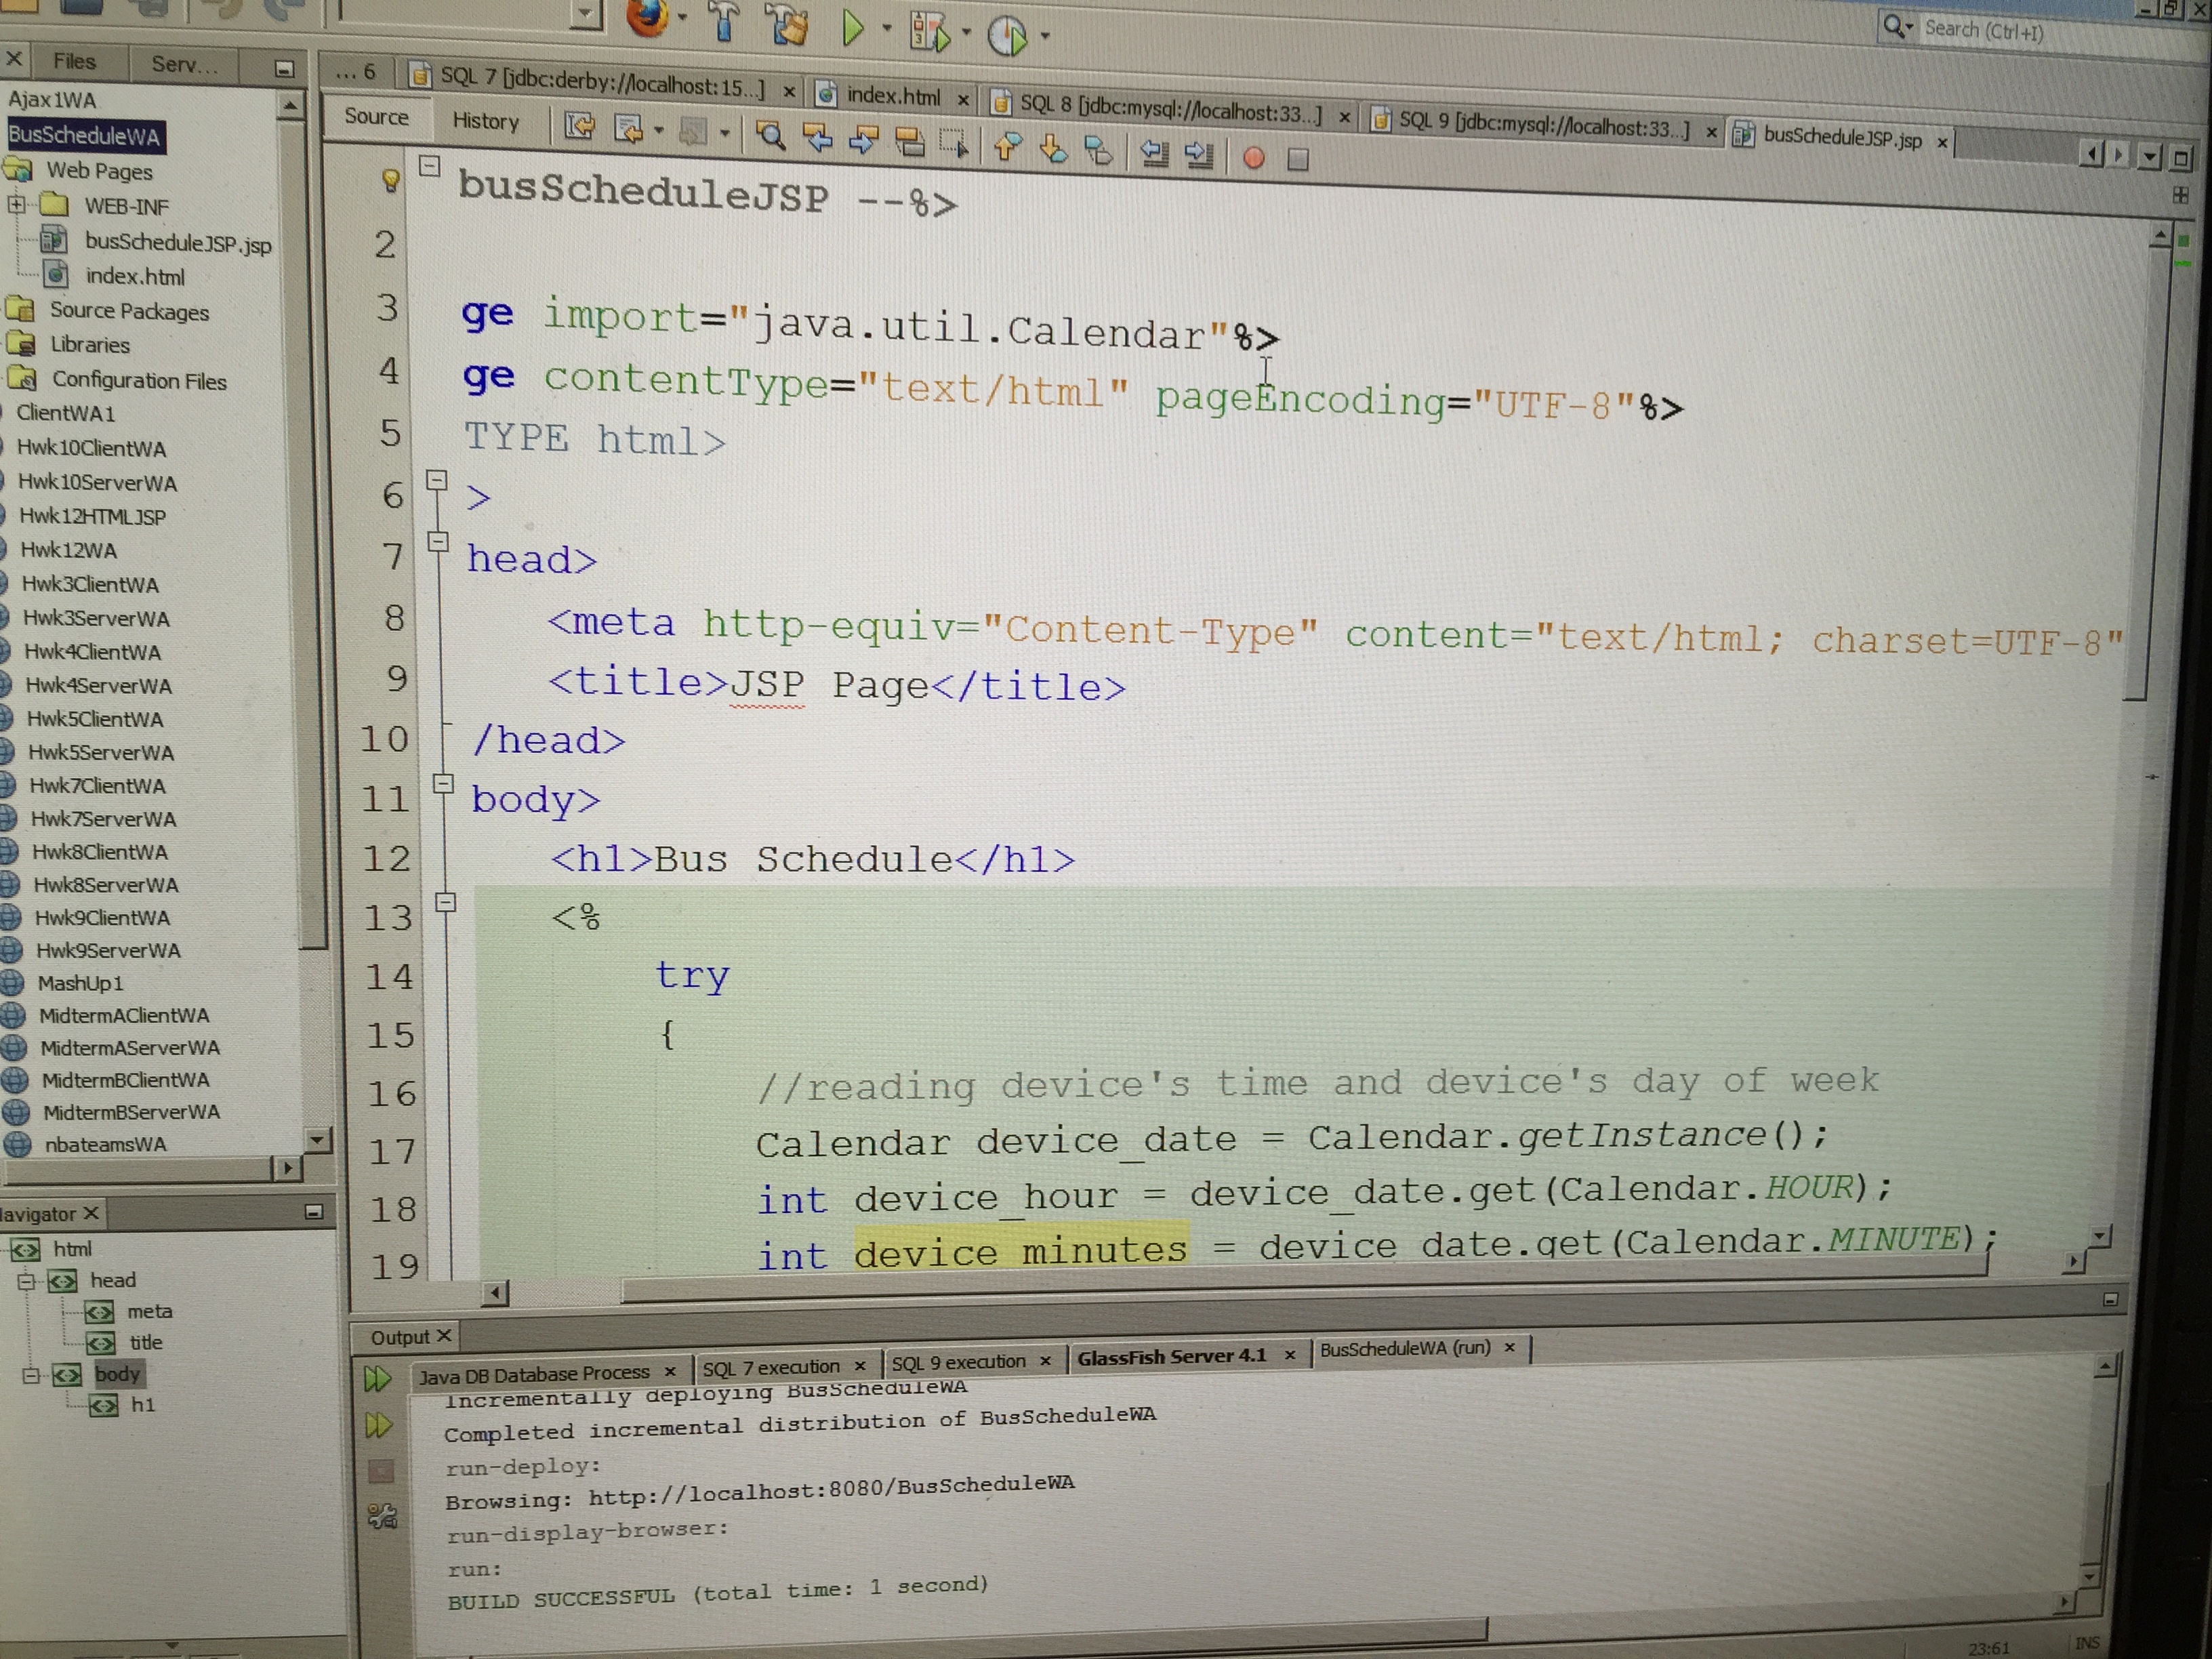 Search (Ctrl+I)
Files
Serv...
... 6
SQL 7 [jdbc:derby://localhost:15...]
index.html
SQL 8 [jdbc:mysql://localhost:33...]
SQL 9 [jdbc:mysql://localhost:33...]
busScheduleJSP.jsp
Source
History
Ajax1WA
BusScheduleWA
Web Pages
WEB-INF
busScheduleJSP.jsp
index.html
Source Packages
Libraries
Configuration Files
ClientWA1
Hwk10ClientWA
Hwk10ServerWA
Hwk12HTMLJSP
Hwk12WA
Hwk3ClientWA
Hwk3ServerWA
Hwk4ClientWA
Hwk4ServerWA
Hwk5ClientWA
Hwk5ServerWA
Hwk7ClientWA
Hwk7ServerWA
Hwk8ClientWA
Hwk8ServerWA
Hwk9ClientWA
Hwk9ServerWA
MashUp1
MidtermAClientWA
MidtermAServerWA
MidtermBClientWA
MidtermBServerWA
nbateamsWA
busScheduleJSP --%>
2
3 ge import="java.util.Calendar"%>
4 ge contentType="text/html" pageEncoding="UTF-8"%>
5 TYPE html>
6 >
7 head>
8 <meta http-equiv="Content-Type" content="text/html; charset=UTF-8"
9 <title>JSP Page</title>
10 /head>
11 body>
12 <h1>Bus Schedule</h1>
13 <%
14 try
15 {
16 //reading device's time and device's day of week
17 Calendar device_date = Calendar.getInstance();
18 int device_hour = device_date.get(Calendar.HOUR);
19 int device_minutes = device_date.get(Calendar.MINUTE);
avigator
html
head
meta
title
body
h1
Output
Java DB Database Process
SQL 7 execution
SQL 9 execution
GlassFish Server 4.1
BusScheduleWA (run)
Incrementally deploying BusScheduleWA
Completed incremental distribution of BusScheduleWA
run-deploy:
Browsing: http://localhost:8080/BusScheduleWA
run-display-browser:
run:
BUILD SUCCESSFUL (total time: 1 second)
23:61
INS